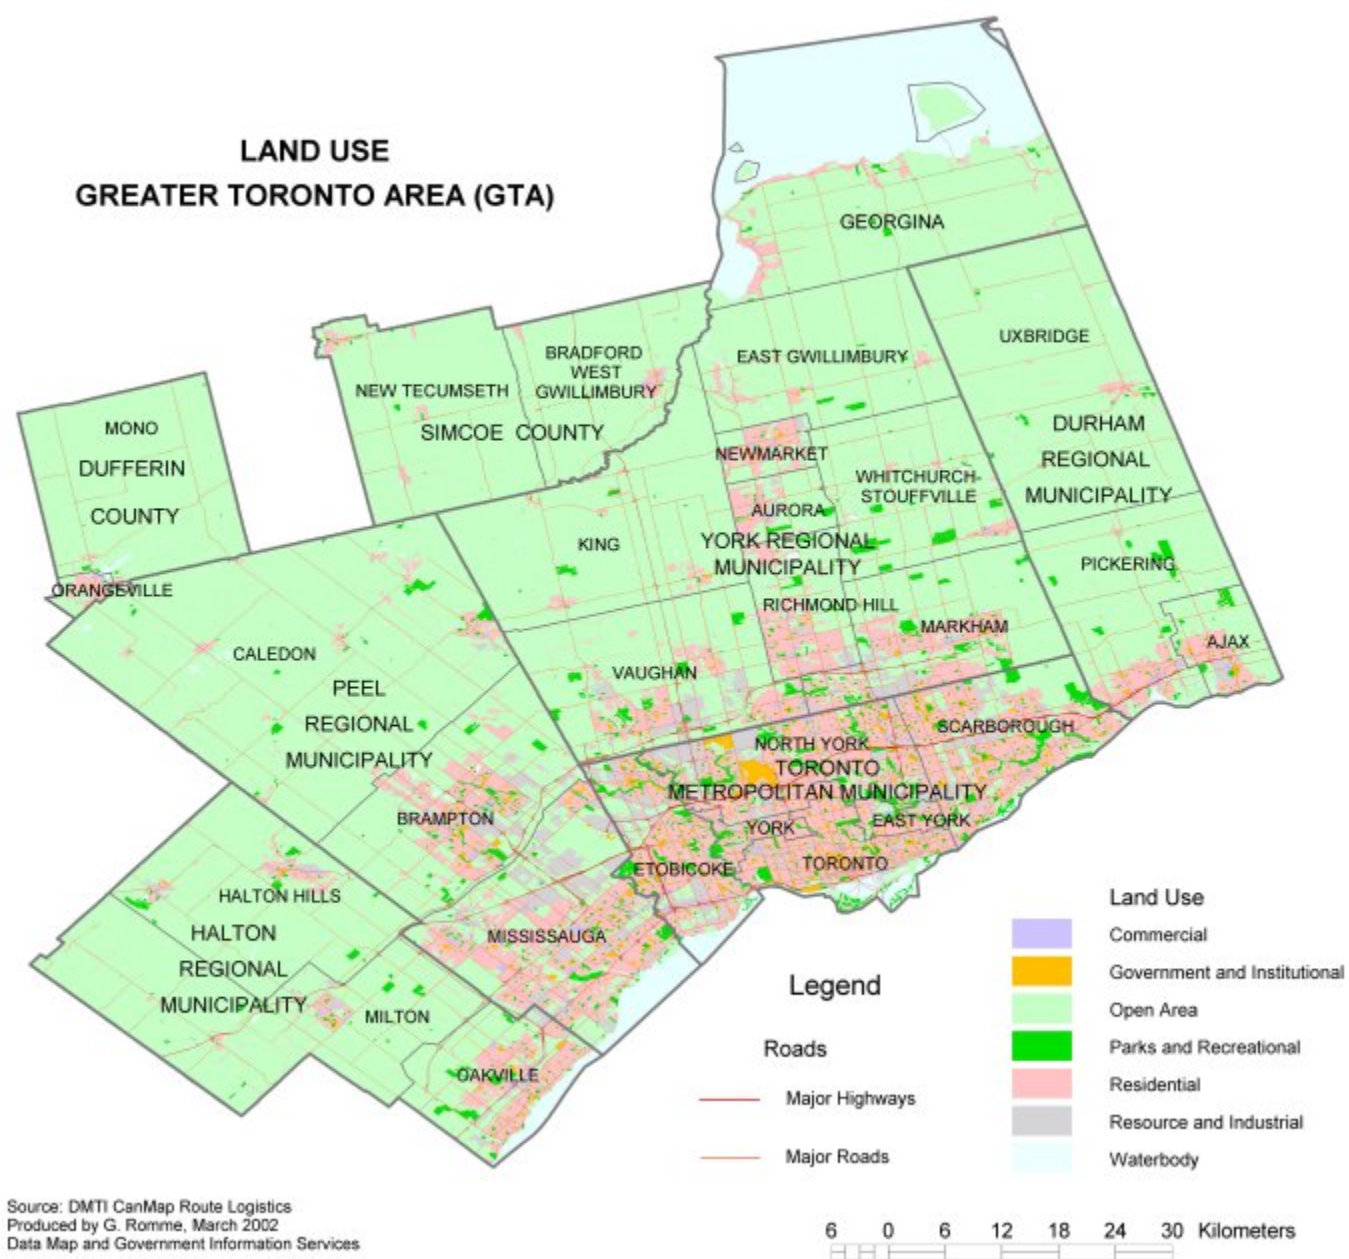 LAND USE
GREATER TORONTO AREA (GTA)
GEORGINA
UXBRIDGE
EAST GWILLIMBURY
BRADFORD
WEST
GWILLIMBURY
NEW TECUMSETH
SIMCOE COUNTY
MONO
DUFFERIN
COUNTY
DURHAM
REGIONAL
MUNICIPALITY
NEWMARKET
WHITCHURCH-
STOUFFVILLE
AURORA
KING
YORK REGIONAL
MUNICIPALITY
PICKERING
ORANGEVILLE
RICHMOND HILL
MARKHAM
AJAX
CALEDON
VAUGHAN
PEEL
REGIONAL
MUNICIPALITY
SCARBOROUGH
NORTH YORK
TORONTO
METROPOLITAN MUNICIPALITY
BRAMPTON
YORK
EAST YORK
ETOBICOKE
TORONTO
HALTON HILLS
HALTON
REGIONAL
MUNICIPALITY
MISSISSAUGA
MILTON
OAKVILLE
Legend
Roads
Major Highways
Major Roads
Land Use
Commercial
Government and Institutional
Open Area
Parks and Recreational
Residential
Resource and Industrial
Waterbody
Source: DMTI CanMap Route Logistics
Produced by G. Romme, March 2002
Data Map and Government Information Services
6 0 6 12 18 24 30 Kilometers